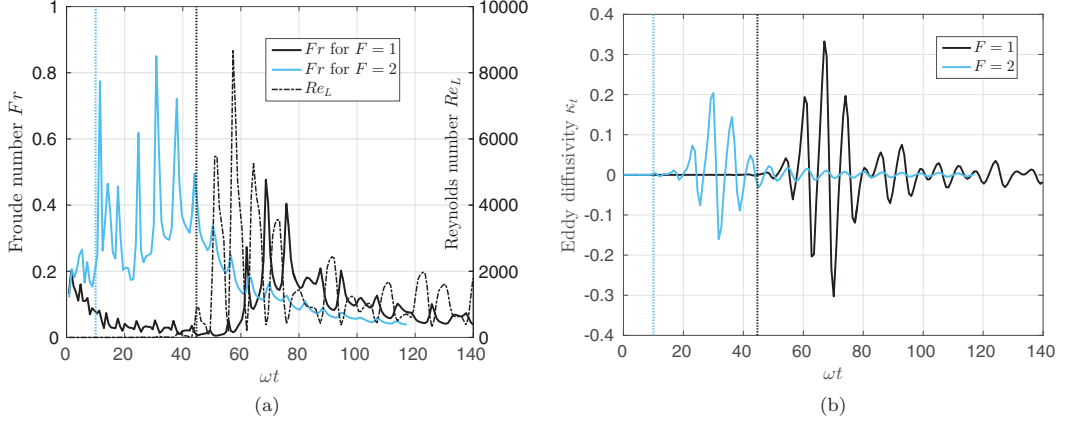 Froude number Fr
1
0.8
0.6
0.4
0.2
0
10000
8000
6000
4000
2000
0
Reynolds number Re_L
Fr for F = 1
Fr for F = 2
Re_L
0 20 40 60 80 100 120 140
ωt
(a)
Eddy diffusivity κ_t
0.4
0.3
0.2
0.1
0
-0.1
-0.2
-0.3
-0.4
F = 1
F = 2
0 20 40 60 80 100 120 140
ωt
(b)